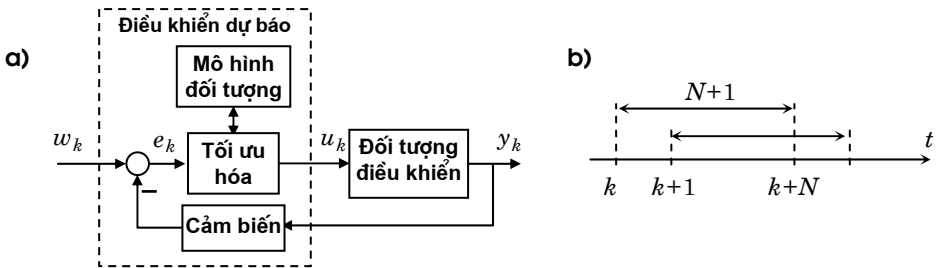 a)
Điều khiển dự báo
Mô hình
đối tượng
w_k
e_k
Tối ưu
hóa
u_k
Đối tượng
điều khiển
y_k
Cảm biến
b)
N+1
t
k
k+1
k+N